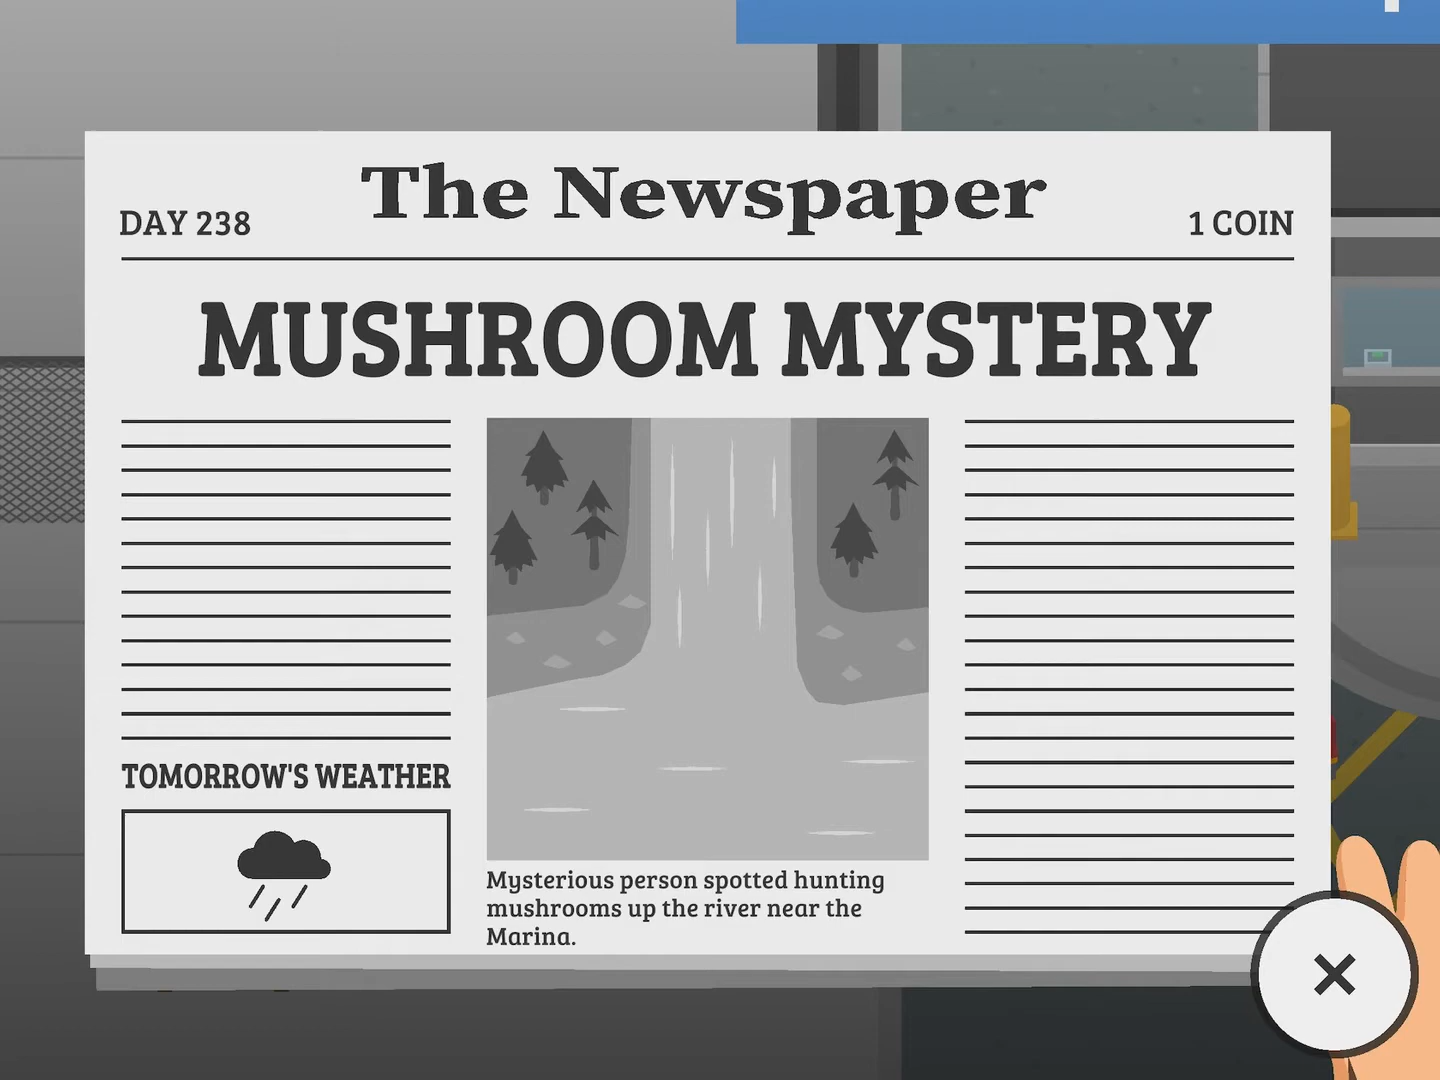 The Newspaper
DAY 238
1 COIN
MUSHROOM MYSTERY
TOMORROW'S WEATHER
Mysterious person spotted hunting
mushrooms up the river near the
Marina.